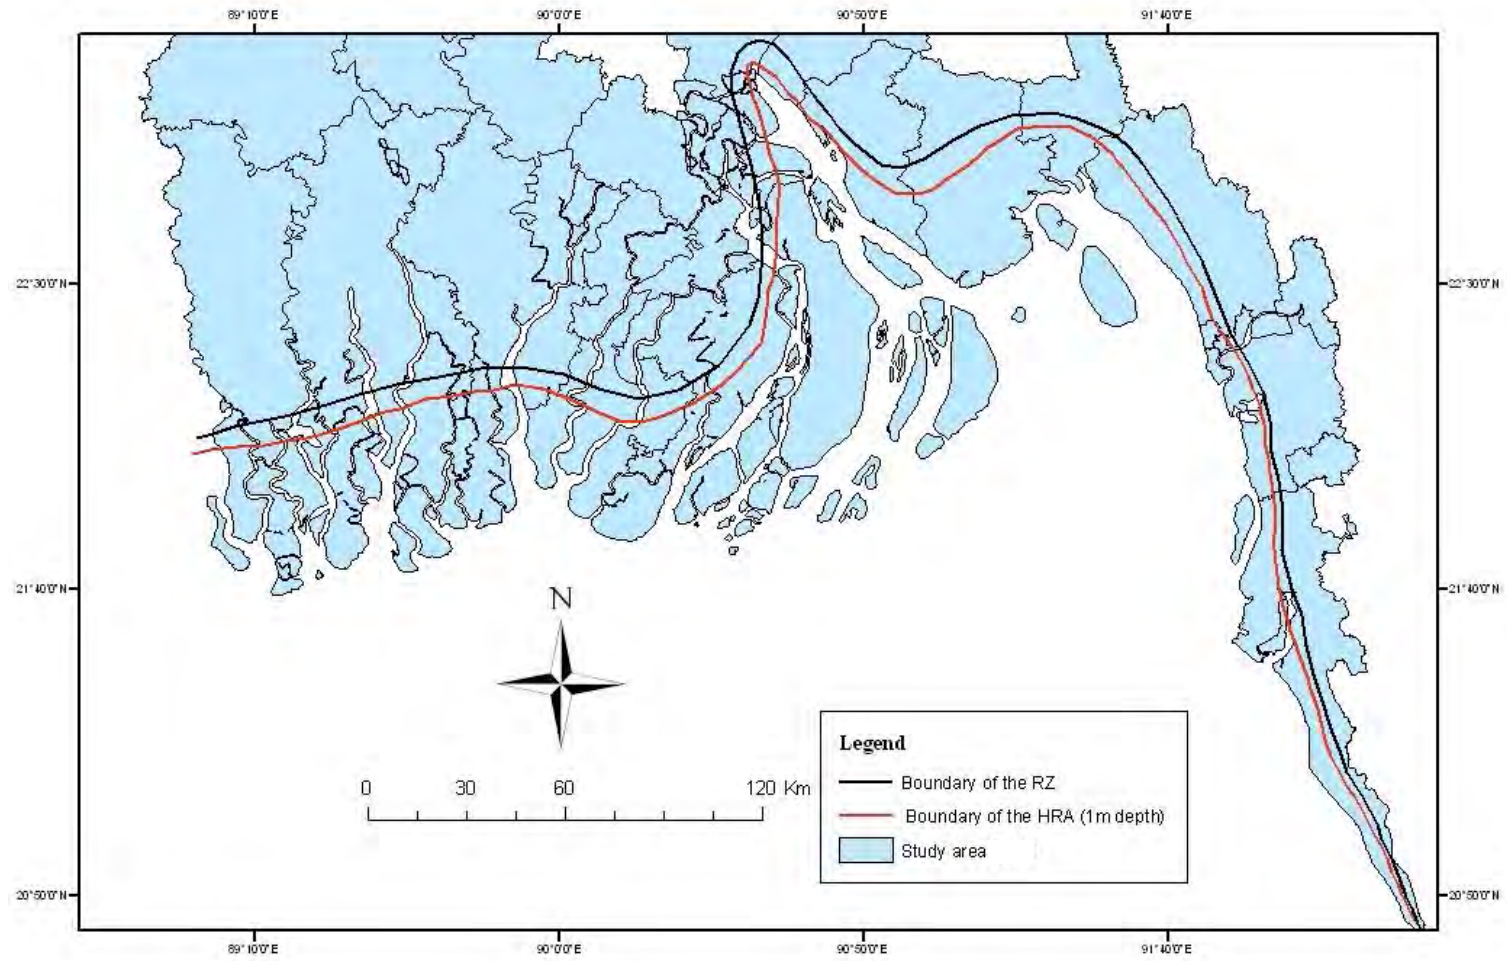 89°10'0"E 90°0'0"E 90°50'0"E 91°40'0"E
22°30'0"N 22°30'0"N
21°40'0"N 21°40'0"N
N
0 30 60 120 Km
Legend
Boundary of the RZ
Boundary of the HRA (1m depth)
Study area
20°50'0"N 20°50'0"N
89°10'0"E 90°0'0"E 90°50'0"E 91°40'0"E